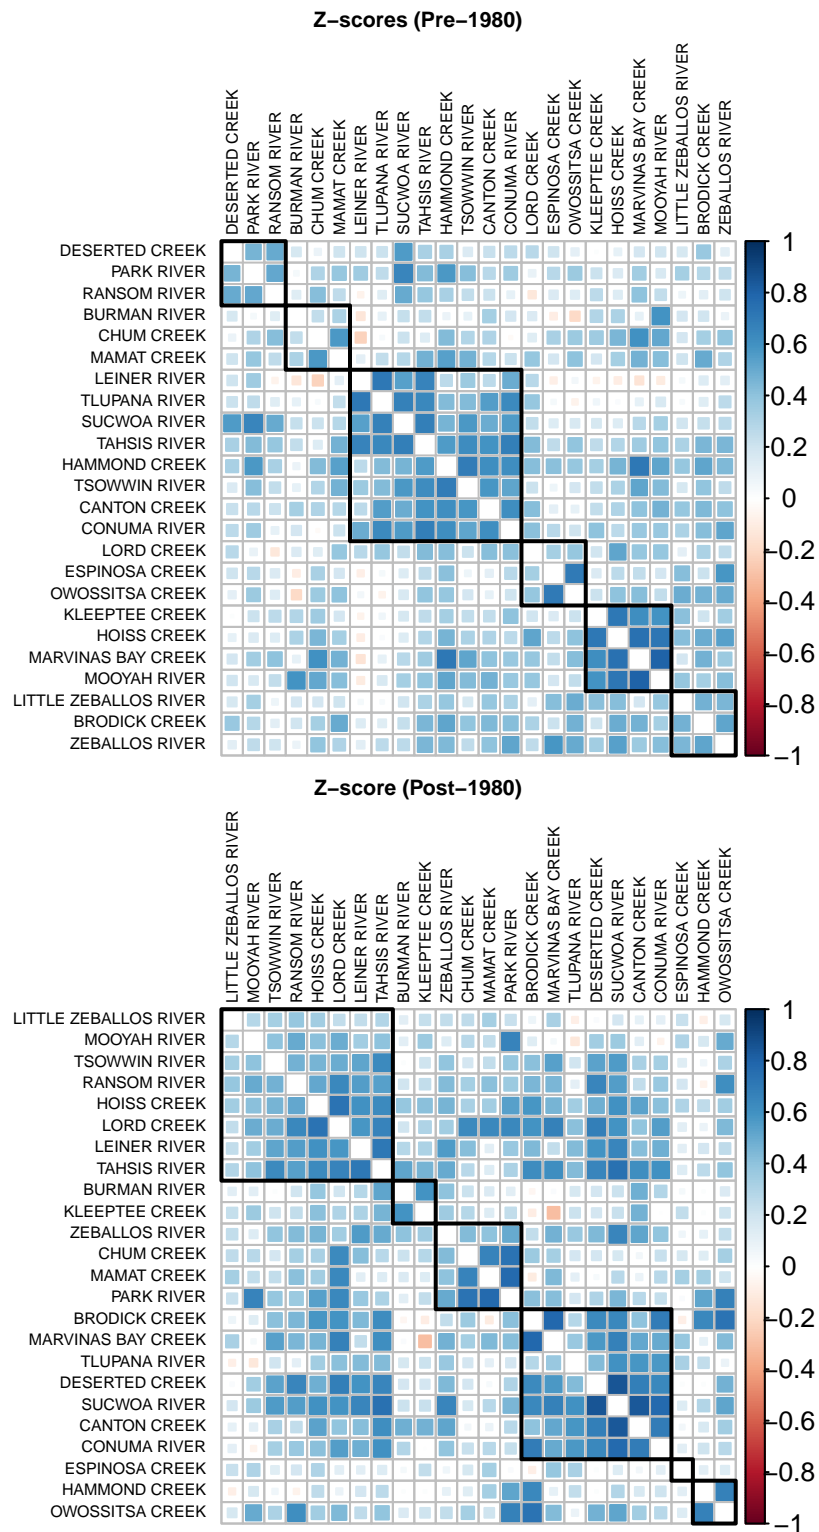 Z−scores (Pre−1980)
DESERTED CREEK
PARK RIVER
RANSOM RIVER
BURMAN RIVER
CHUM CREEK
MAMAT CREEK
LEINER RIVER
TLUPANA RIVER
SUCWOA RIVER
TAHSIS RIVER
HAMMOND CREEK
TSOWWIN RIVER
CANTON CREEK
CONUMA RIVER
LORD CREEK
ESPINOSA CREEK
OWOSSITSA CREEK
KLEEPTEE CREEK
HOISS CREEK
MARVINAS BAY CREEK
MOOYAH RIVER
LITTLE ZEBALLOS RIVER
BRODICK CREEK
ZEBALLOS RIVER
DESERTED CREEK
PARK RIVER
RANSOM RIVER
BURMAN RIVER
CHUM CREEK
MAMAT CREEK
LEINER RIVER
TLUPANA RIVER
SUCWOA RIVER
TAHSIS RIVER
HAMMOND CREEK
TSOWWIN RIVER
CANTON CREEK
CONUMA RIVER
LORD CREEK
ESPINOSA CREEK
OWOSSITSA CREEK
KLEEPTEE CREEK
HOISS CREEK
MARVINAS BAY CREEK
MOOYAH RIVER
LITTLE ZEBALLOS RIVER
BRODICK CREEK
ZEBALLOS RIVER
1
0.8
0.6
0.4
0.2
0
−0.2
−0.4
−0.6
−0.8
−1
Z−score (Post−1980)
LITTLE ZEBALLOS RIVER
MOOYAH RIVER
TSOWWIN RIVER
RANSOM RIVER
HOISS CREEK
LORD CREEK
LEINER RIVER
TAHSIS RIVER
BURMAN RIVER
KLEEPTEE CREEK
ZEBALLOS RIVER
CHUM CREEK
MAMAT CREEK
PARK RIVER
BRODICK CREEK
MARVINAS BAY CREEK
TLUPANA RIVER
DESERTED CREEK
SUCWOA RIVER
CANTON CREEK
CONUMA RIVER
ESPINOSA CREEK
HAMMOND CREEK
OWOSSITSA CREEK
LITTLE ZEBALLOS RIVER
MOOYAH RIVER
TSOWWIN RIVER
RANSOM RIVER
HOISS CREEK
LORD CREEK
LEINER RIVER
TAHSIS RIVER
BURMAN RIVER
KLEEPTEE CREEK
ZEBALLOS RIVER
CHUM CREEK
MAMAT CREEK
PARK RIVER
BRODICK CREEK
MARVINAS BAY CREEK
TLUPANA RIVER
DESERTED CREEK
SUCWOA RIVER
CANTON CREEK
CONUMA RIVER
ESPINOSA CREEK
HAMMOND CREEK
OWOSSITSA CREEK
1
0.8
0.6
0.4
0.2
0
−0.2
−0.4
−0.6
−0.8
−1